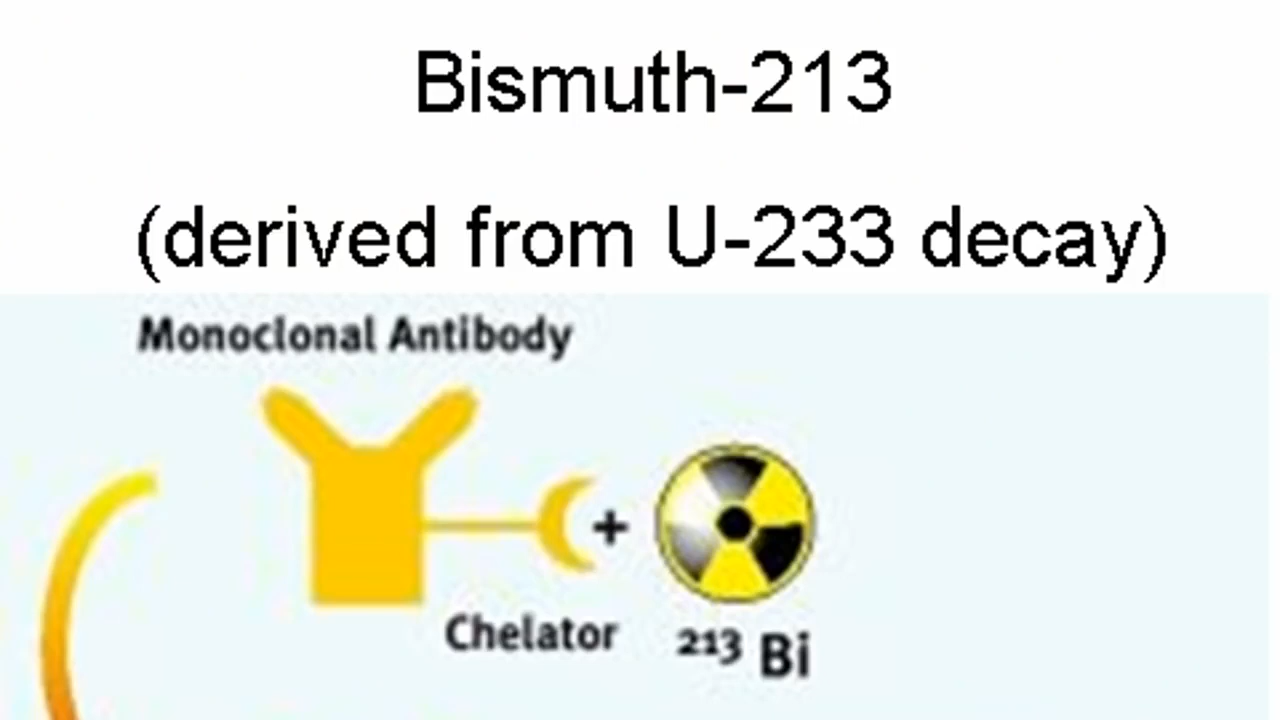 Bismuth-213
(derived from U-233 decay)
Monoclonal Antibody
+
Chelator
²¹³ Bi